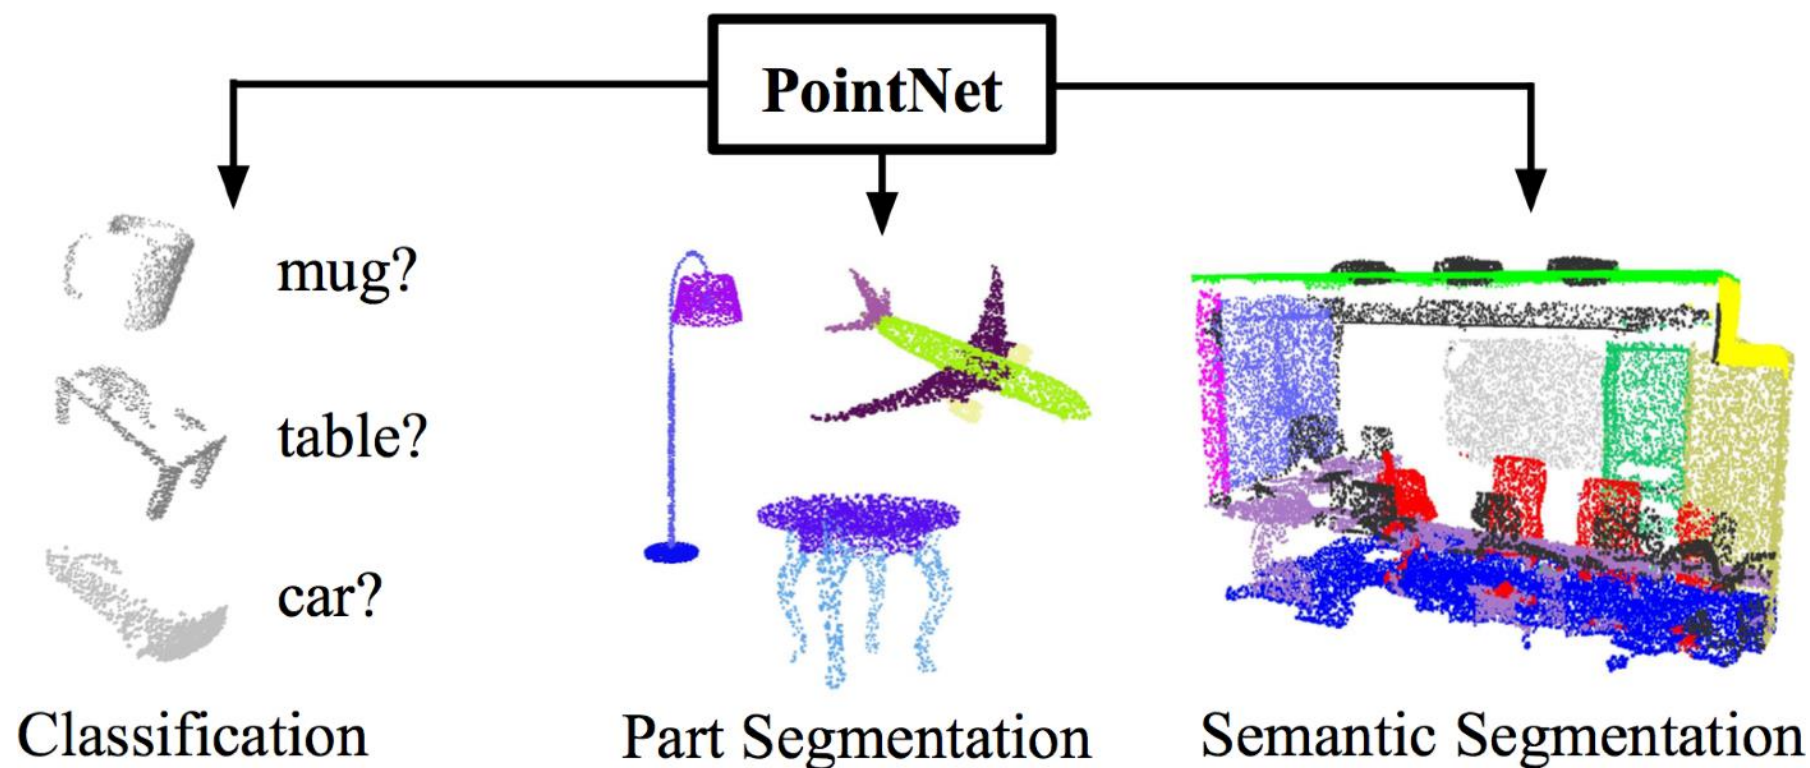 PointNet
mug?
table?
car?
Classification
Part Segmentation
Semantic Segmentation